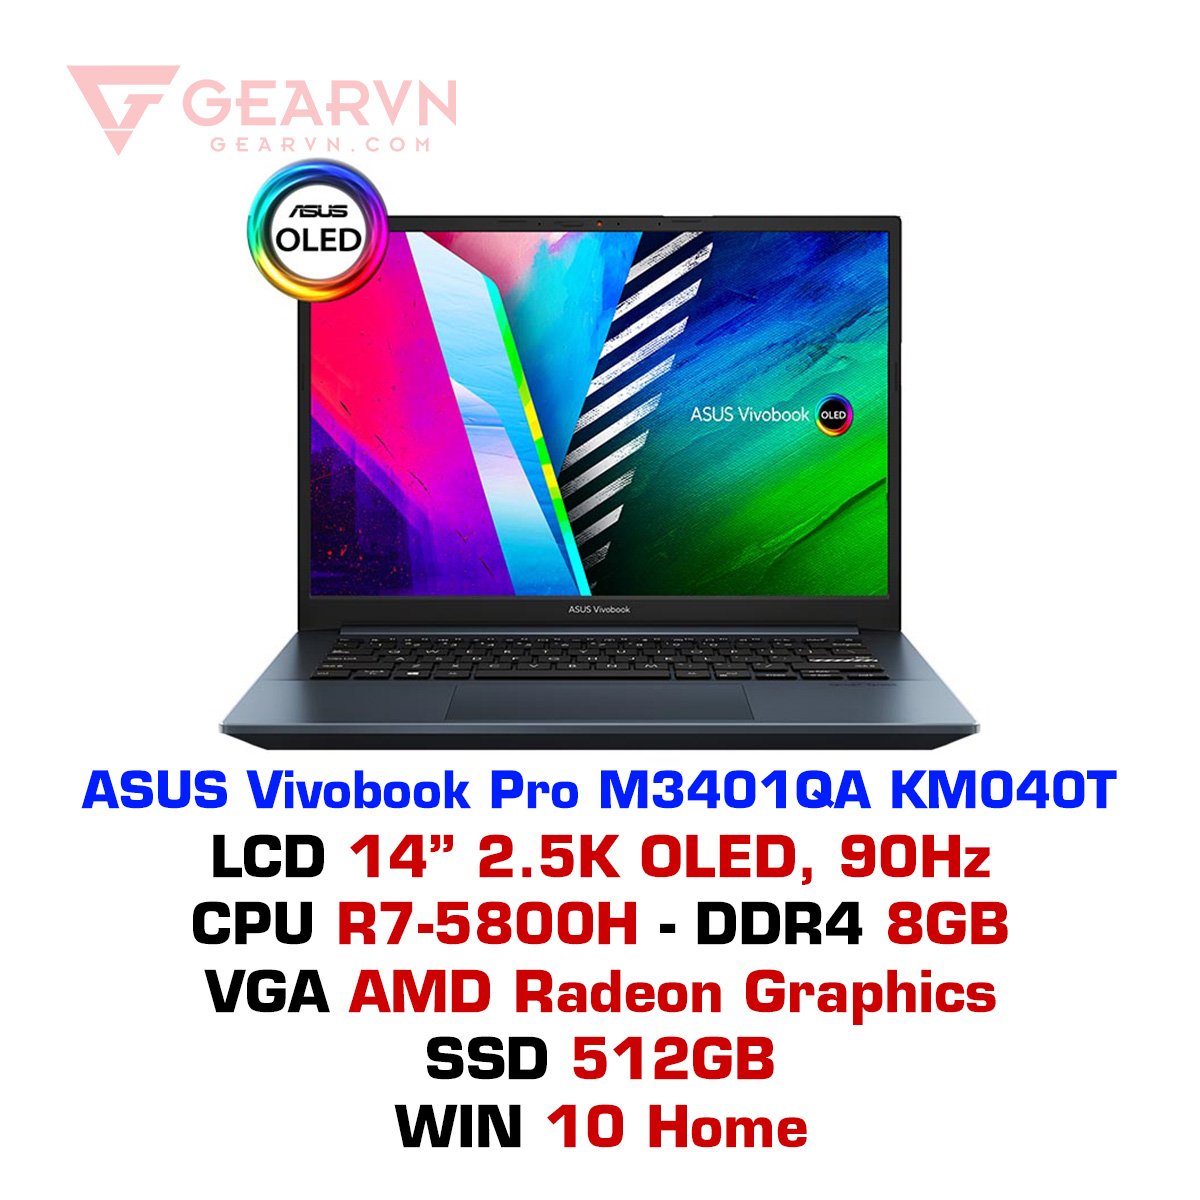 GEARVN
GEARVN.COM
ASUS
OLED
ASUS Vivobook OLED
ASUS Vivobook
ASUS Vivobook Pro M3401QA KM040T
LCD 14” 2.5K OLED, 90Hz
CPU R7-5800H - DDR4 8GB
VGA AMD Radeon Graphics
SSD 512GB
WIN 10 Home